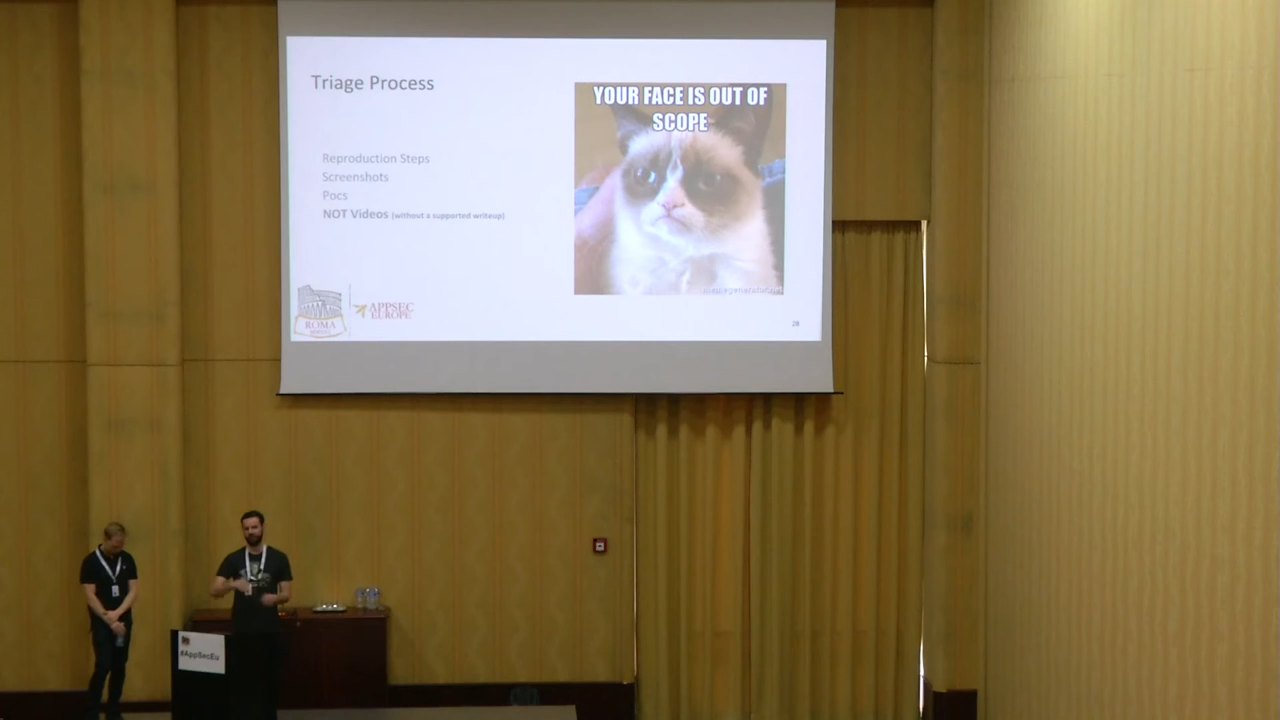 Triage Process
YOUR FACE IS OUT OF
SCOPE
Reproduction Steps
Screenshots
Pocs
NOT Videos (without a supported writeup)
ROMA
APPSEC
EUROPE
28
#AppSecEu